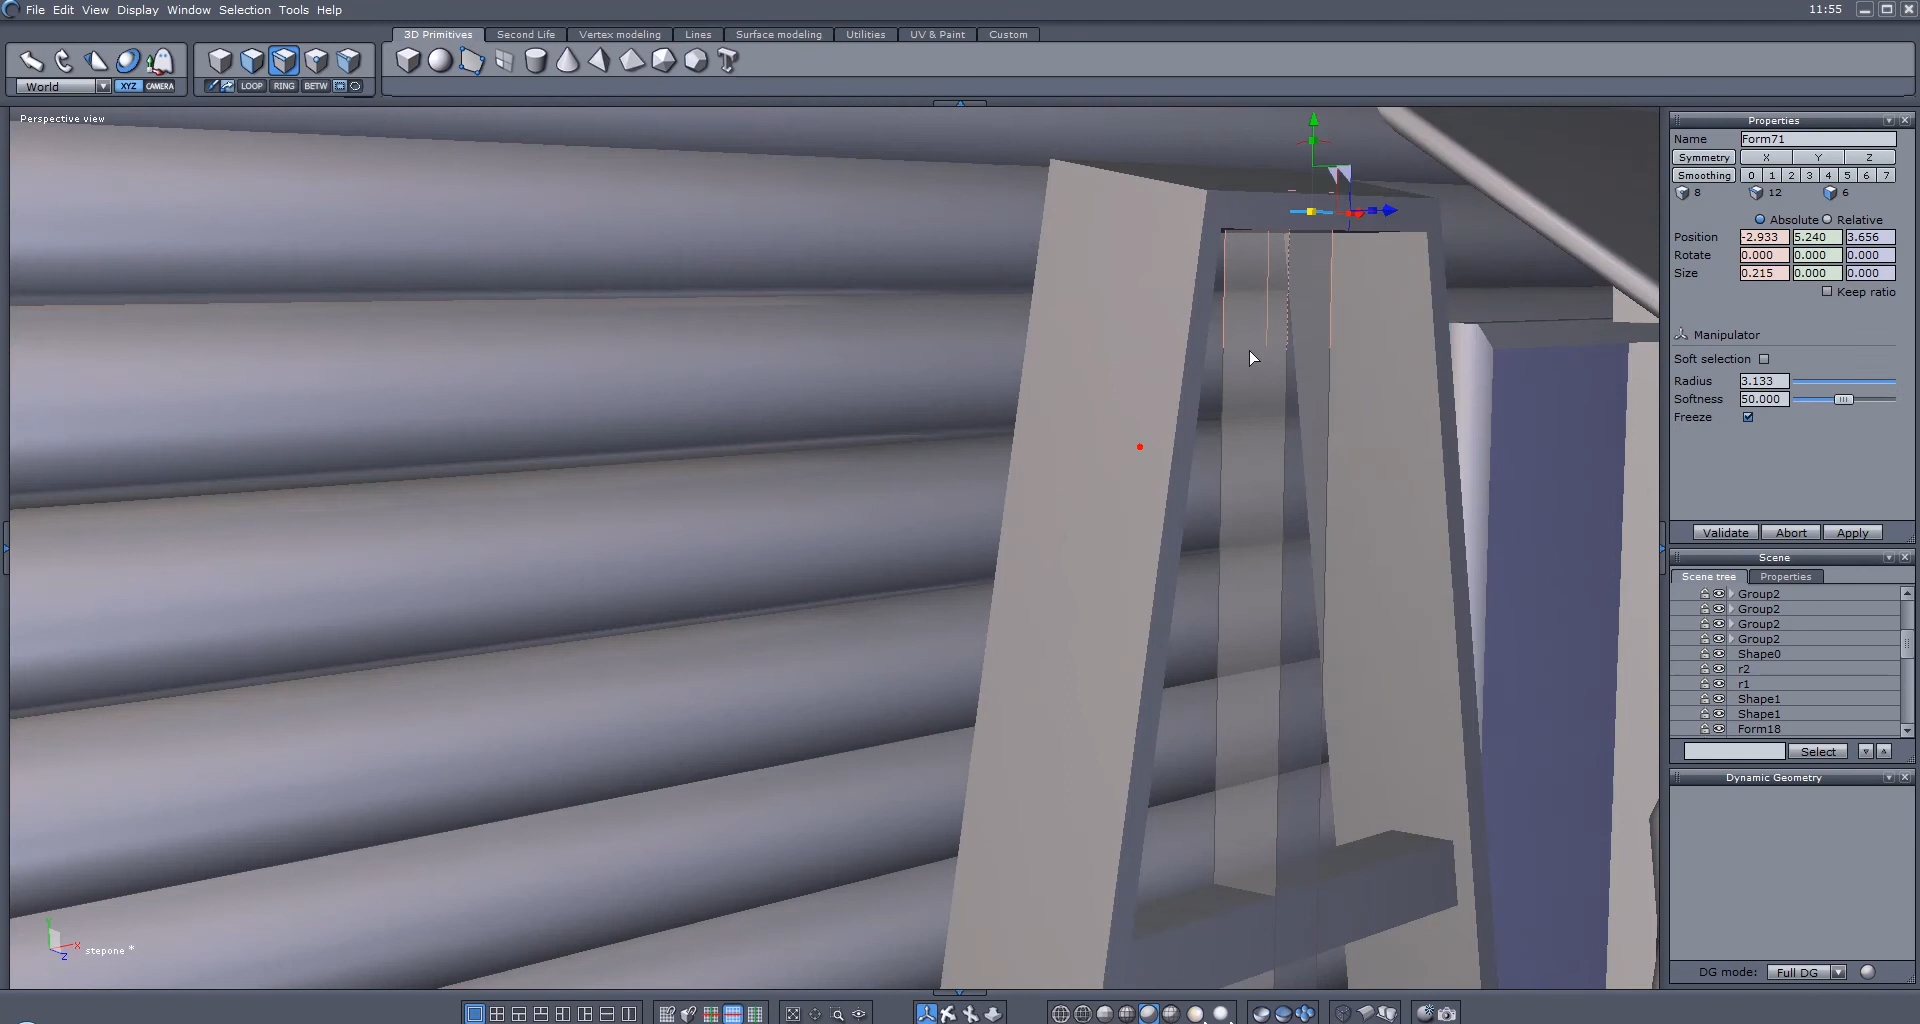 File Edit View Display Window Selection Tools Help 11:55
3D Primitives Second Life Vertex modeling Lines Surface modeling Utilities UV & Paint Custom
World XYZ CAMERA LOOP RING BETW
Perspective view
Properties
Name Form71
Symmetry X Y Z
Smoothing 0 1 2 3 4 5 6 7
8 12 6
Absolute Relative
Position -2.933 5.240 3.656
Rotate 0.000 0.000 0.000
Size 0.215 0.000 0.000
Keep ratio
Manipulator
Soft selection
Radius 3.133
Softness 50.000
Freeze
Validate Abort Apply
Scene
Scene tree Properties
Group2
Group2
Group2
Group2
Shape0
r2
r1
Shape1
Shape1
Form18
Select
Dynamic Geometry
DG mode: Full DG
Y X Z
stepone *